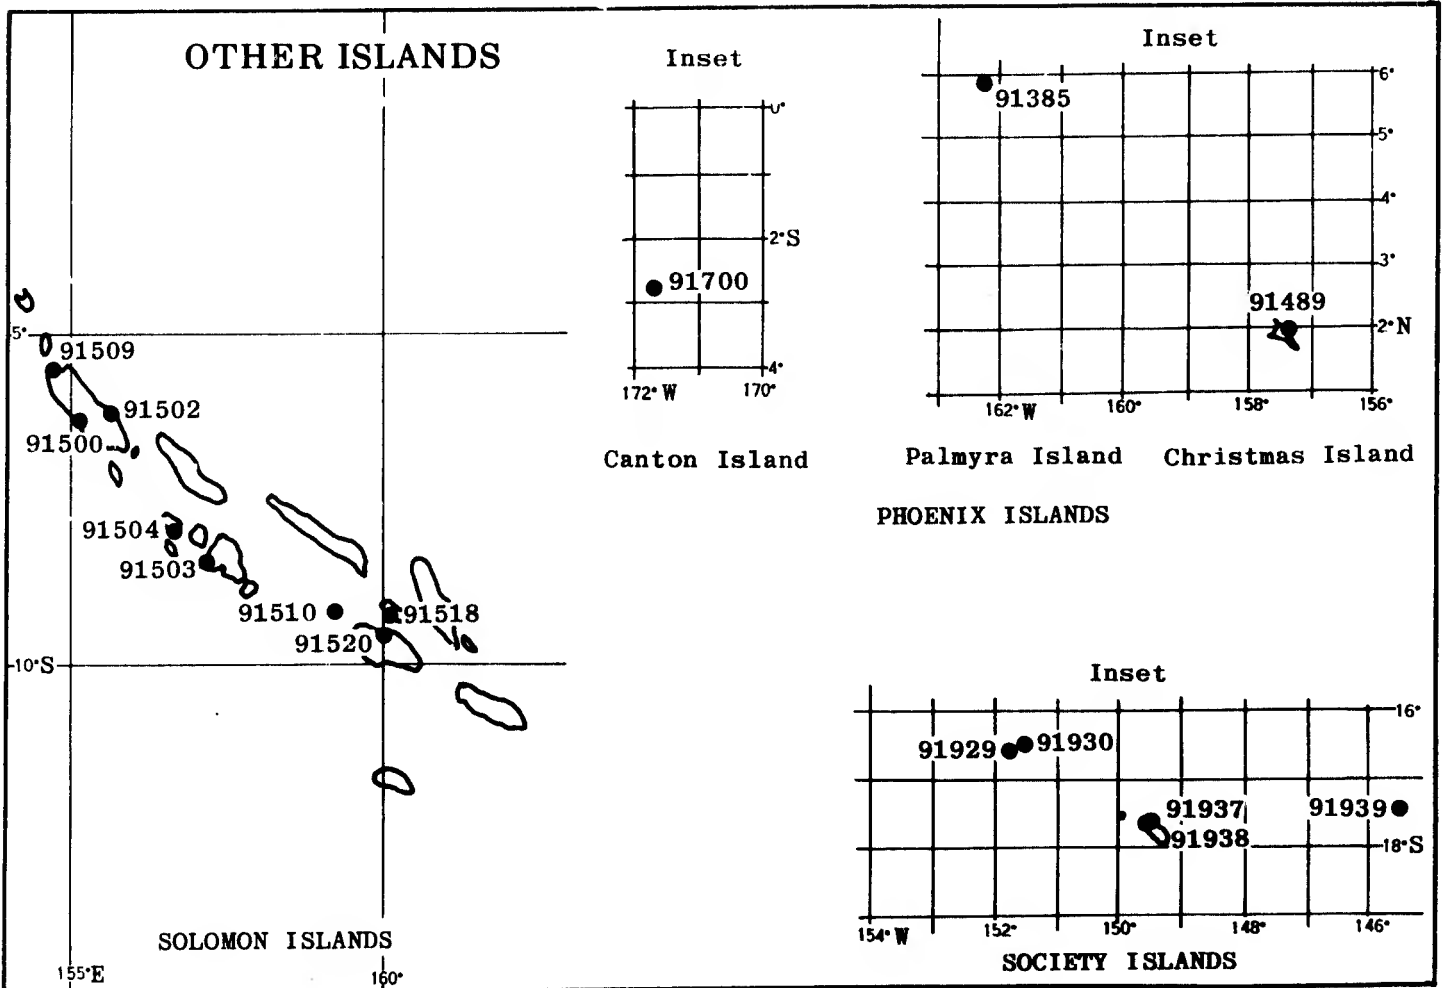 OTHER ISLANDS
5°
91509
91502
91500
91504
91503
91510
91518
91520
10°S
SOLOMON ISLANDS
155°E
160°
Inset
0°
2°S
91700
4°
172°W 170°
Canton Island
Inset
6°
91385
5°
4°
3°
91489
2°N
162°W 160° 158° 156°
Palmyra Island Christmas Island
PHOENIX ISLANDS
Inset
16°
91929 91930
91937 91939
91938
18°S
154°W 152° 150° 148° 146°
SOCIETY ISLANDS